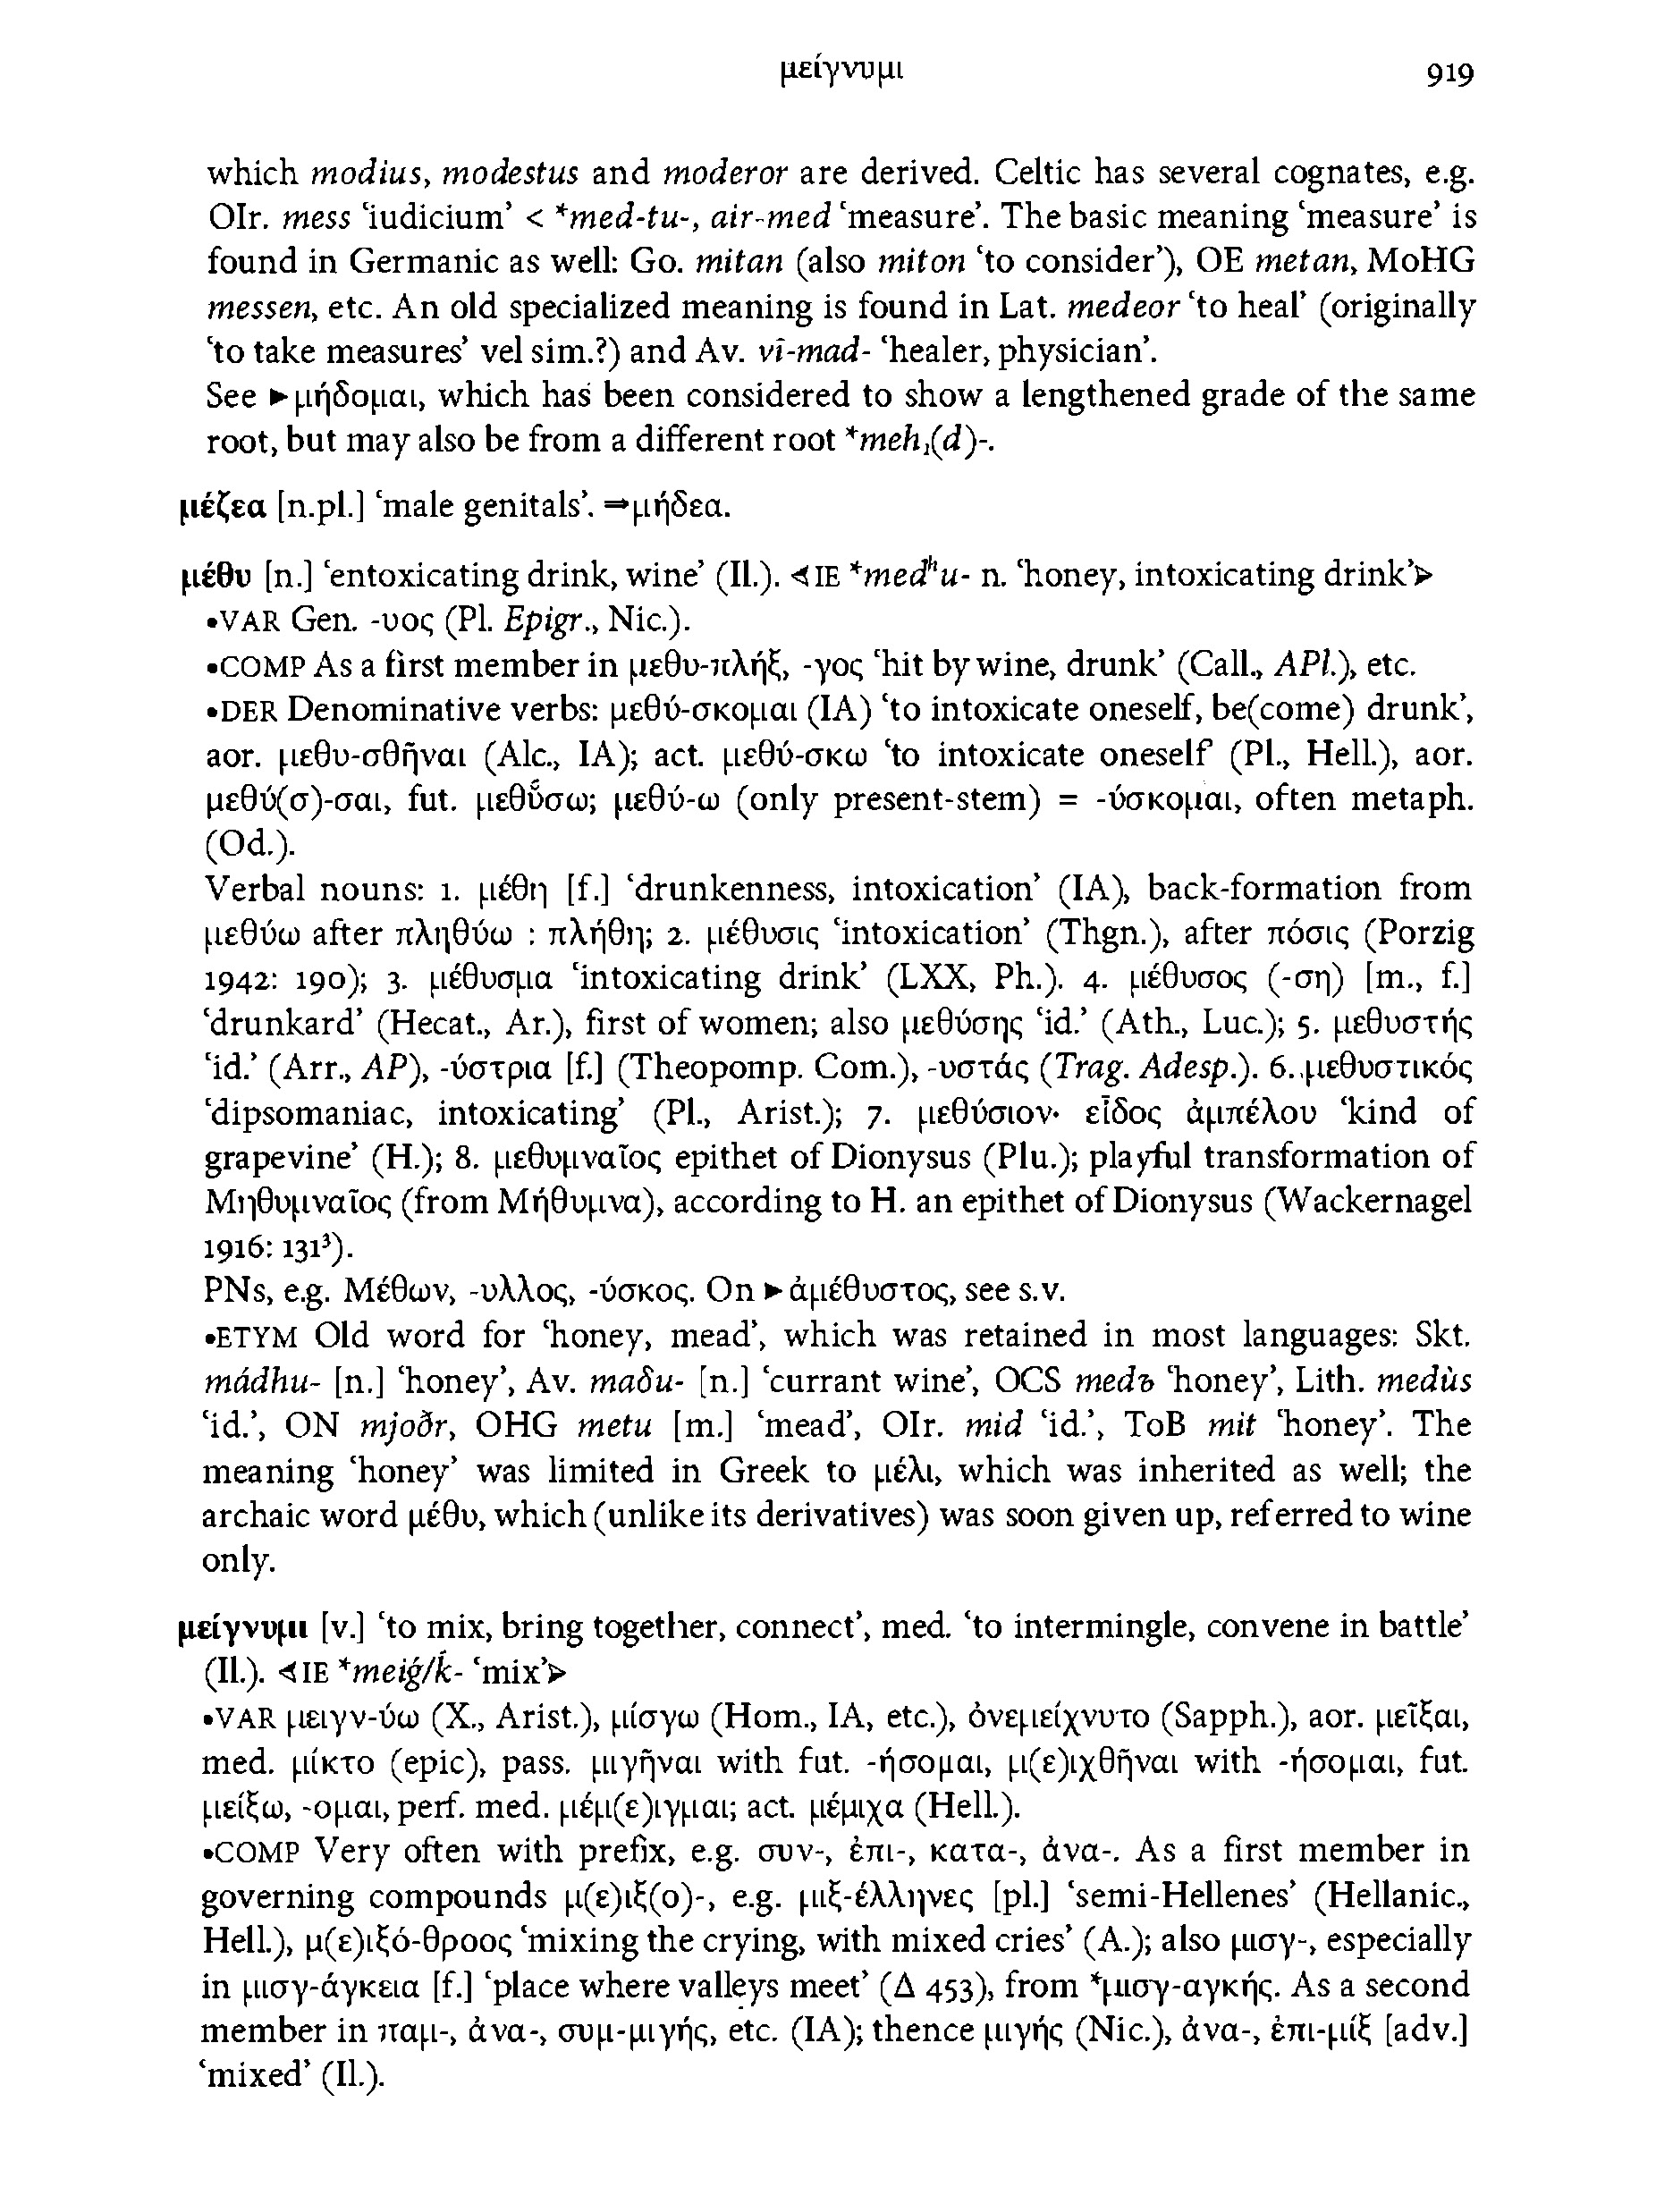 μείγνυμι 919
which modius, modestus and moderor are derived. Celtic has several cognates, e.g.
OIr. mess ‘iudicium’ < *med-tu-, air-med ‘measure’. The basic meaning ‘measure’ is
found in Germanic as well: Go. mitan (also miton ‘to consider’), OE metan, MoHG
messen, etc. An old specialized meaning is found in Lat. medeor ‘to heal’ (originally
‘to take measures’ vel sim.?) and Av. vī-mad- ‘healer, physician’.
See ►μήδομαι, which has been considered to show a lengthened grade of the same
root, but may also be from a different root *meh₁(d)-.
μέζεα [n.pl.] ‘male genitals’. ⇒μήδεα.
μέθυ [n.] ‘entoxicating drink, wine’ (Il.). ⊲IE *medʰu- n. ‘honey, intoxicating drink’⊳
•VAR Gen. -υος (Pl. Epigr., Nic.).
•COMP As a first member in μεθυ-πλήξ, -γος ‘hit by wine, drunk’ (Call., APl.), etc.
•DER Denominative verbs: μεθύ-σκομαι (IA) ‘to intoxicate oneself, be(come) drunk’,
aor. μεθυ-σθῆναι (Alc., IA); act. μεθύ-σκω ‘to intoxicate oneself’ (Pl., Hell.), aor.
μεθύ(σ)-σαι, fut. μεθῠ́σω; μεθύ-ω (only present-stem) = -ύσκομαι, often metaph.
(Od.).
Verbal nouns: 1. μέθη [f.] ‘drunkenness, intoxication’ (IA), back-formation from
μεθύω after πληθύω : πλήθη; 2. μέθυσις ‘intoxication’ (Thgn.), after πόσις (Porzig
1942: 190); 3. μέθυσμα ‘intoxicating drink’ (LXX, Ph.). 4. μέθυσος (-ση) [m., f.]
‘drunkard’ (Hecat., Ar.), first of women; also μεθύσης ‘id.’ (Ath., Luc.); 5. μεθυστής
‘id.’ (Arr., AP), -ύστρια [f.] (Theopomp. Com.), -υστάς (Trag. Adesp.). 6. μεθυστικός
‘dipsomaniac, intoxicating’ (Pl., Arist.); 7. μεθύσιον· εἶδος ἀμπέλου ‘kind of
grapevine’ (H.); 8. μεθυμναῖος epithet of Dionysus (Plu.); playful transformation of
Μηθυμναῖος (from Μήθυμνα), according to H. an epithet of Dionysus (Wackernagel
1916: 131³).
PNs, e.g. Μέθων, -υλλος, -ύσκος. On ►ἀμέθυστος, see s.v.
•ETYM Old word for ‘honey, mead’, which was retained in most languages: Skt.
mádhu- [n.] ‘honey’, Av. maδu- [n.] ‘currant wine’, OCS medъ ‘honey’, Lith. medùs
‘id.’, ON mjoðr, OHG metu [m.] ‘mead’, OIr. mid ‘id.’, ToB mit ‘honey’. The
meaning ‘honey’ was limited in Greek to μέλι, which was inherited as well; the
archaic word μέθυ, which (unlike its derivatives) was soon given up, referred to wine
only.
μείγνυμι [v.] ‘to mix, bring together, connect’, med. ‘to intermingle, convene in battle’
(Il.). ⊲IE *meiǵ/ḱ- ‘mix’⊳
•VAR μειγν-ύω (X., Arist.), μίσγω (Hom., IA, etc.), ὀνεμείχνυτο (Sapph.), aor. μεῖξαι,
med. μίκτο (epic), pass. μιγῆναι with fut. -ήσομαι, μ(ε)ιχθῆναι with -ήσομαι, fut.
μείξω, -ομαι, perf. med. μέμ(ε)ιγμαι; act. μέμιχα (Hell.).
•COMP Very often with prefix, e.g. συν-, ἐπι-, κατα-, ἀνα-. As a first member in
governing compounds μ(ε)ιξ(ο)-, e.g. μιξ-έλληνες [pl.] ‘semi-Hellenes’ (Hellanic.,
Hell.), μ(ε)ιξό-θροος ‘mixing the crying, with mixed cries’ (A.); also μισγ-, especially
in μισγ-άγκεια [f.] ‘place where valleys meet’ (Δ 453), from *μισγ-αγκής. As a second
member in παμ-, ἀνα-, συμ-μιγής, etc. (IA); thence μιγής (Nic.), ἀνα-, ἐπι-μίξ [adv.]
‘mixed’ (Il.).